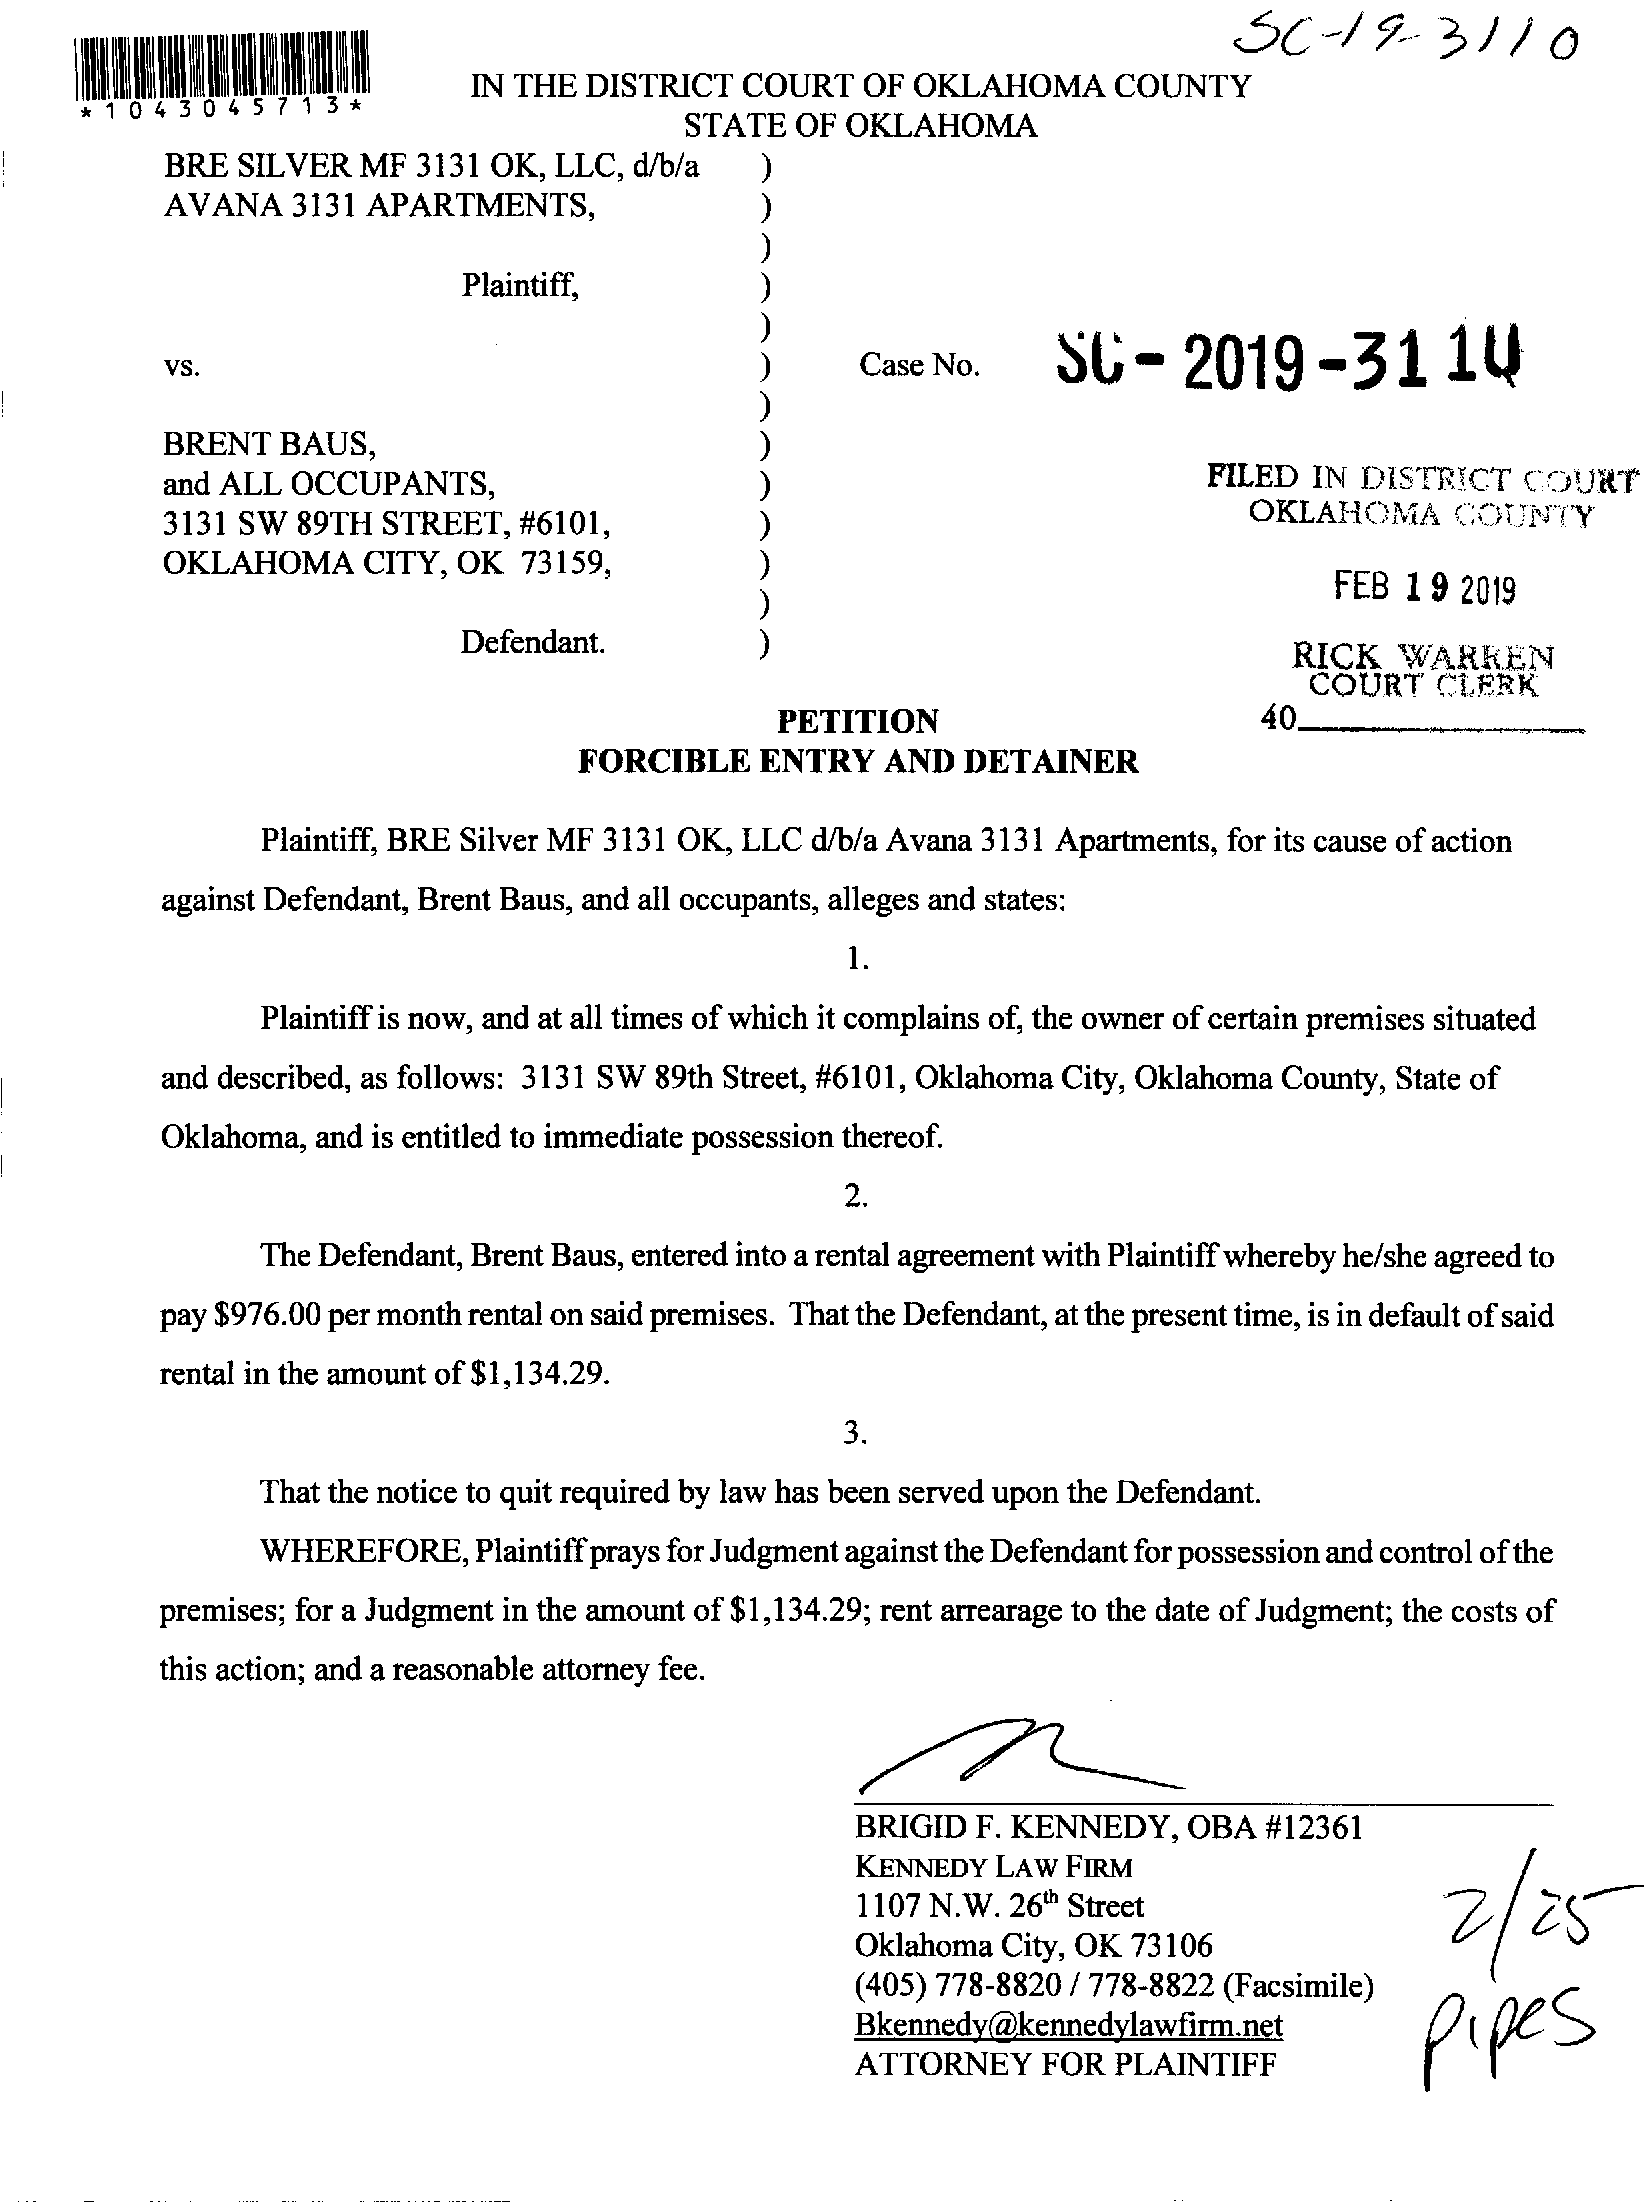 SC-19-3110
*1043045713*
IN THE DISTRICT COURT OF OKLAHOMA COUNTY
STATE OF OKLAHOMA
BRE SILVER MF 3131 OK, LLC, d/b/a )
AVANA 3131 APARTMENTS, )
)
Plaintiff, )
)
vs. ) Case No. SC-2019-3110
)
BRENT BAUS, )
and ALL OCCUPANTS, )
3131 SW 89TH STREET, #6101, )
OKLAHOMA CITY, OK 73159, )
)
Defendant. )
FILED IN DISTRICT COURT
OKLAHOMA COUNTY
FEB 19 2019
RICK WARREN
COURT CLERK
40
PETITION
FORCIBLE ENTRY AND DETAINER
Plaintiff, BRE Silver MF 3131 OK, LLC d/b/a Avana 3131 Apartments, for its cause of action
against Defendant, Brent Baus, and all occupants, alleges and states:
1.
Plaintiff is now, and at all times of which it complains of, the owner of certain premises situated
and described, as follows: 3131 SW 89th Street, #6101, Oklahoma City, Oklahoma County, State of
Oklahoma, and is entitled to immediate possession thereof.
2.
The Defendant, Brent Baus, entered into a rental agreement with Plaintiff whereby he/she agreed to
pay $976.00 per month rental on said premises. That the Defendant, at the present time, is in default of said
rental in the amount of $1,134.29.
3.
That the notice to quit required by law has been served upon the Defendant.
WHEREFORE, Plaintiff prays for Judgment against the Defendant for possession and control of the
premises; for a Judgment in the amount of $1,134.29; rent arrearage to the date of Judgment; the costs of
this action; and a reasonable attorney fee.
BRIGID F. KENNEDY, OBA #12361
KENNEDY LAW FIRM
1107 N.W. 26th Street
Oklahoma City, OK 73106
(405) 778-8820 / 778-8822 (Facsimile)
Bkennedy@kennedylawfirm.net
ATTORNEY FOR PLAINTIFF
2/25
pipes